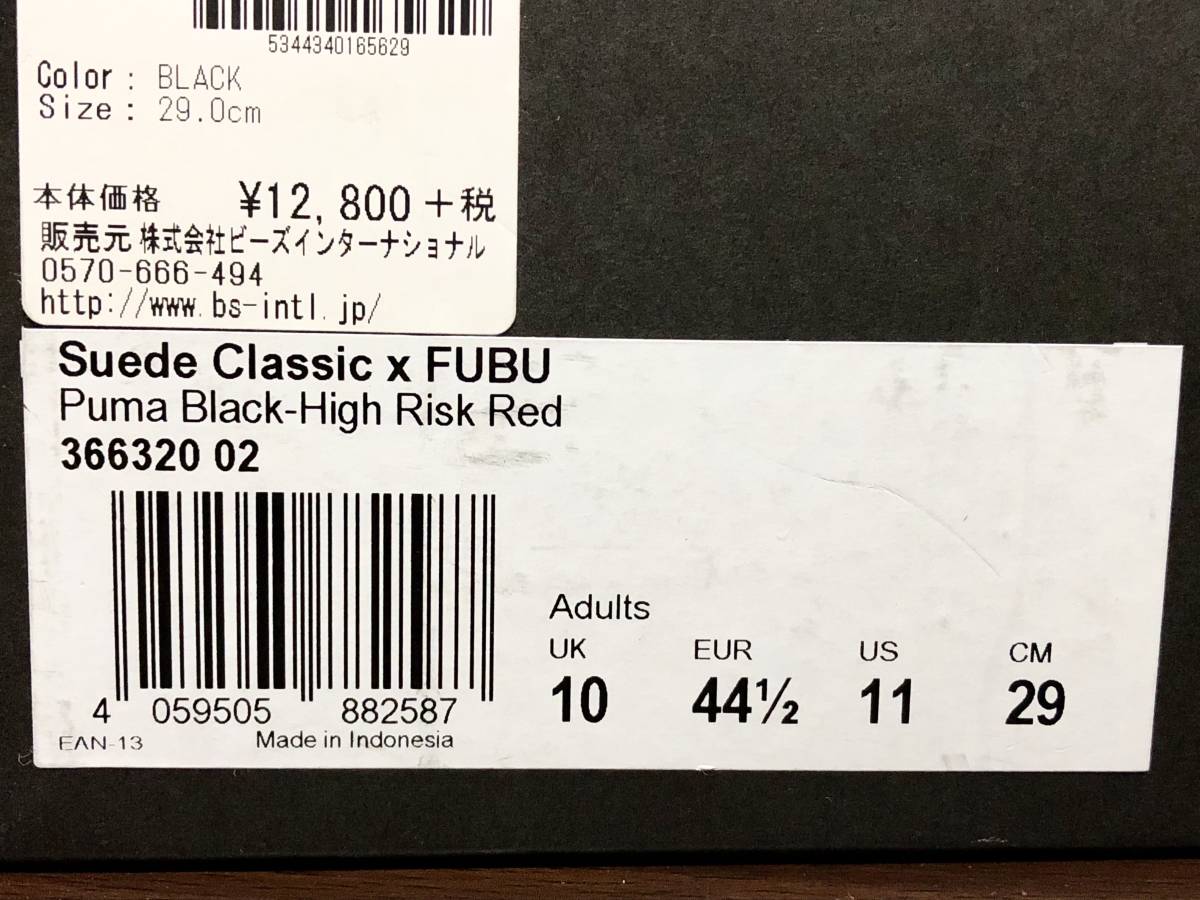 5344340165629
Color : BLACK
Size : 29.0cm
本体価格 ¥12,800+税
販売元 株式会社ビーズインターナショナル
0570-666-494
http://www.bs-intl.jp/
Suede Classic x FUBU
Puma Black-High Risk Red
366320 02
4 059505 882587
EAN-13 Made in Indonesia
Adults
UK EUR US CM
10 44½ 11 29